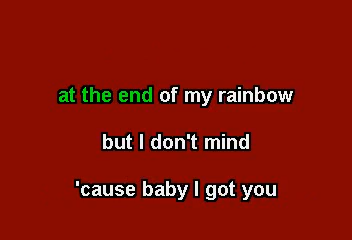 at the end of my rainbow
but I don't mind
'cause baby I got you